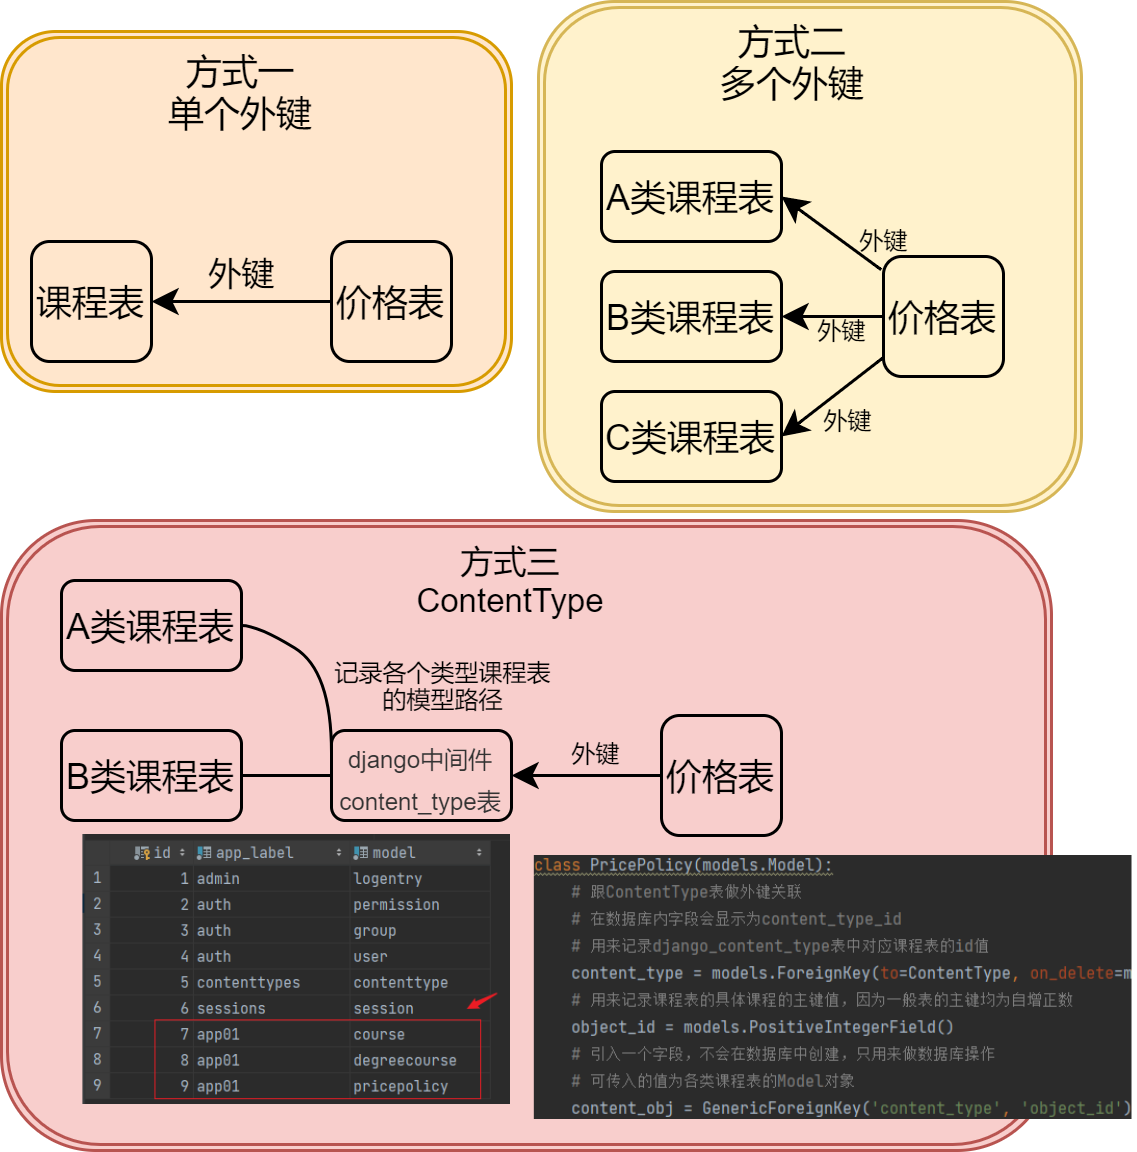 方式一
单个外键
课程表
外键
价格表
方式二
多个外键
A类课程表
外键
B类课程表
外键
价格表
C类课程表
外键
方式三
ContentType
A类课程表
记录各个类型课程表
的模型路径
B类课程表
django中间件
content_type表
外键
价格表
id app_label model
1 1 admin logentry
2 2 auth permission
3 3 auth group
4 4 auth user
5 5 contenttypes contenttype
6 6 sessions session
7 7 app01 course
8 8 app01 degreecourse
9 9 app01 pricepolicy
class PricePolicy(models.Model):
# 跟ContentType表做外键关联
# 在数据库内字段会显示为content_type_id
# 用来记录django_content_type表中对应课程表的id值
content_type = models.ForeignKey(to=ContentType, on_delete=m
# 用来记录课程表的具体课程的主键值，因为一般表的主键均为自增正数
object_id = models.PositiveIntegerField()
# 引入一个字段，不会在数据库中创建，只用来做数据库操作
# 可传入的值为各类课程表的Model对象
content_obj = GenericForeignKey('content_type', 'object_id')